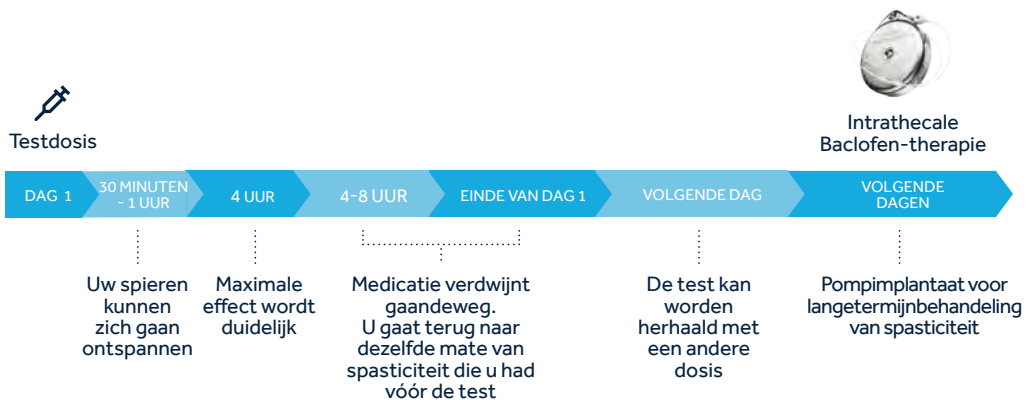 Testdosis
Intrathecale
Baclofen-therapie
DAG 1
30 MINUTEN
- 1 UUR
4 UUR
4-8 UUR
EINDE VAN DAG 1
VOLGENDE DAG
VOLGENDE
DAGEN
Uw spieren
kunnen
zich gaan
ontspannen
Maximale
effect wordt
duidelijk
Medicatie verdwijnt
gaandeweg.
U gaat terug naar
dezelfde mate van
spasticiteit die u had
vóór de test
De test kan
worden
herhaald met
een andere
dosis
Pompimplantaat voor
langetermijnbehandeling
van spasticiteit